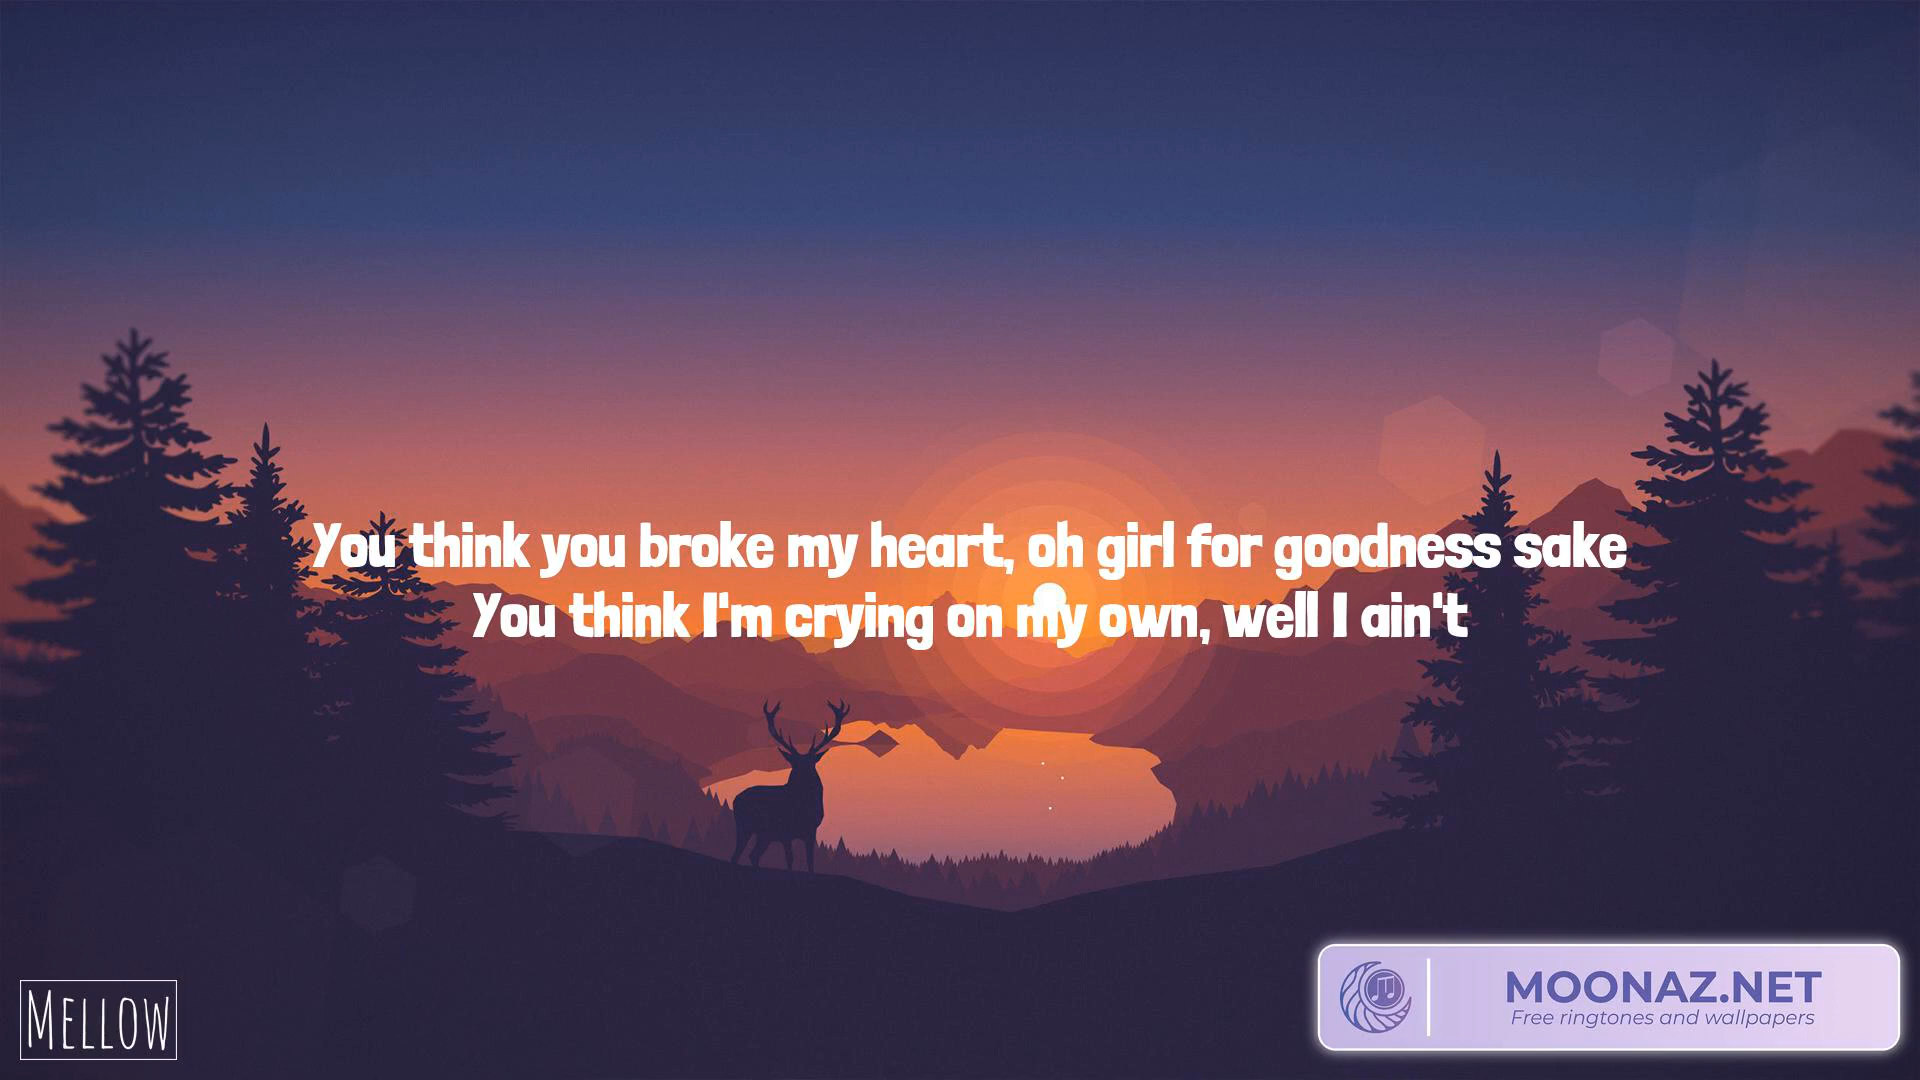 You think you broke my heart, oh girl for goodness sake
You think I'm crying on my own, well I ain't
MELLOW
MOONAZ.NET
Free ringtones and wallpapers